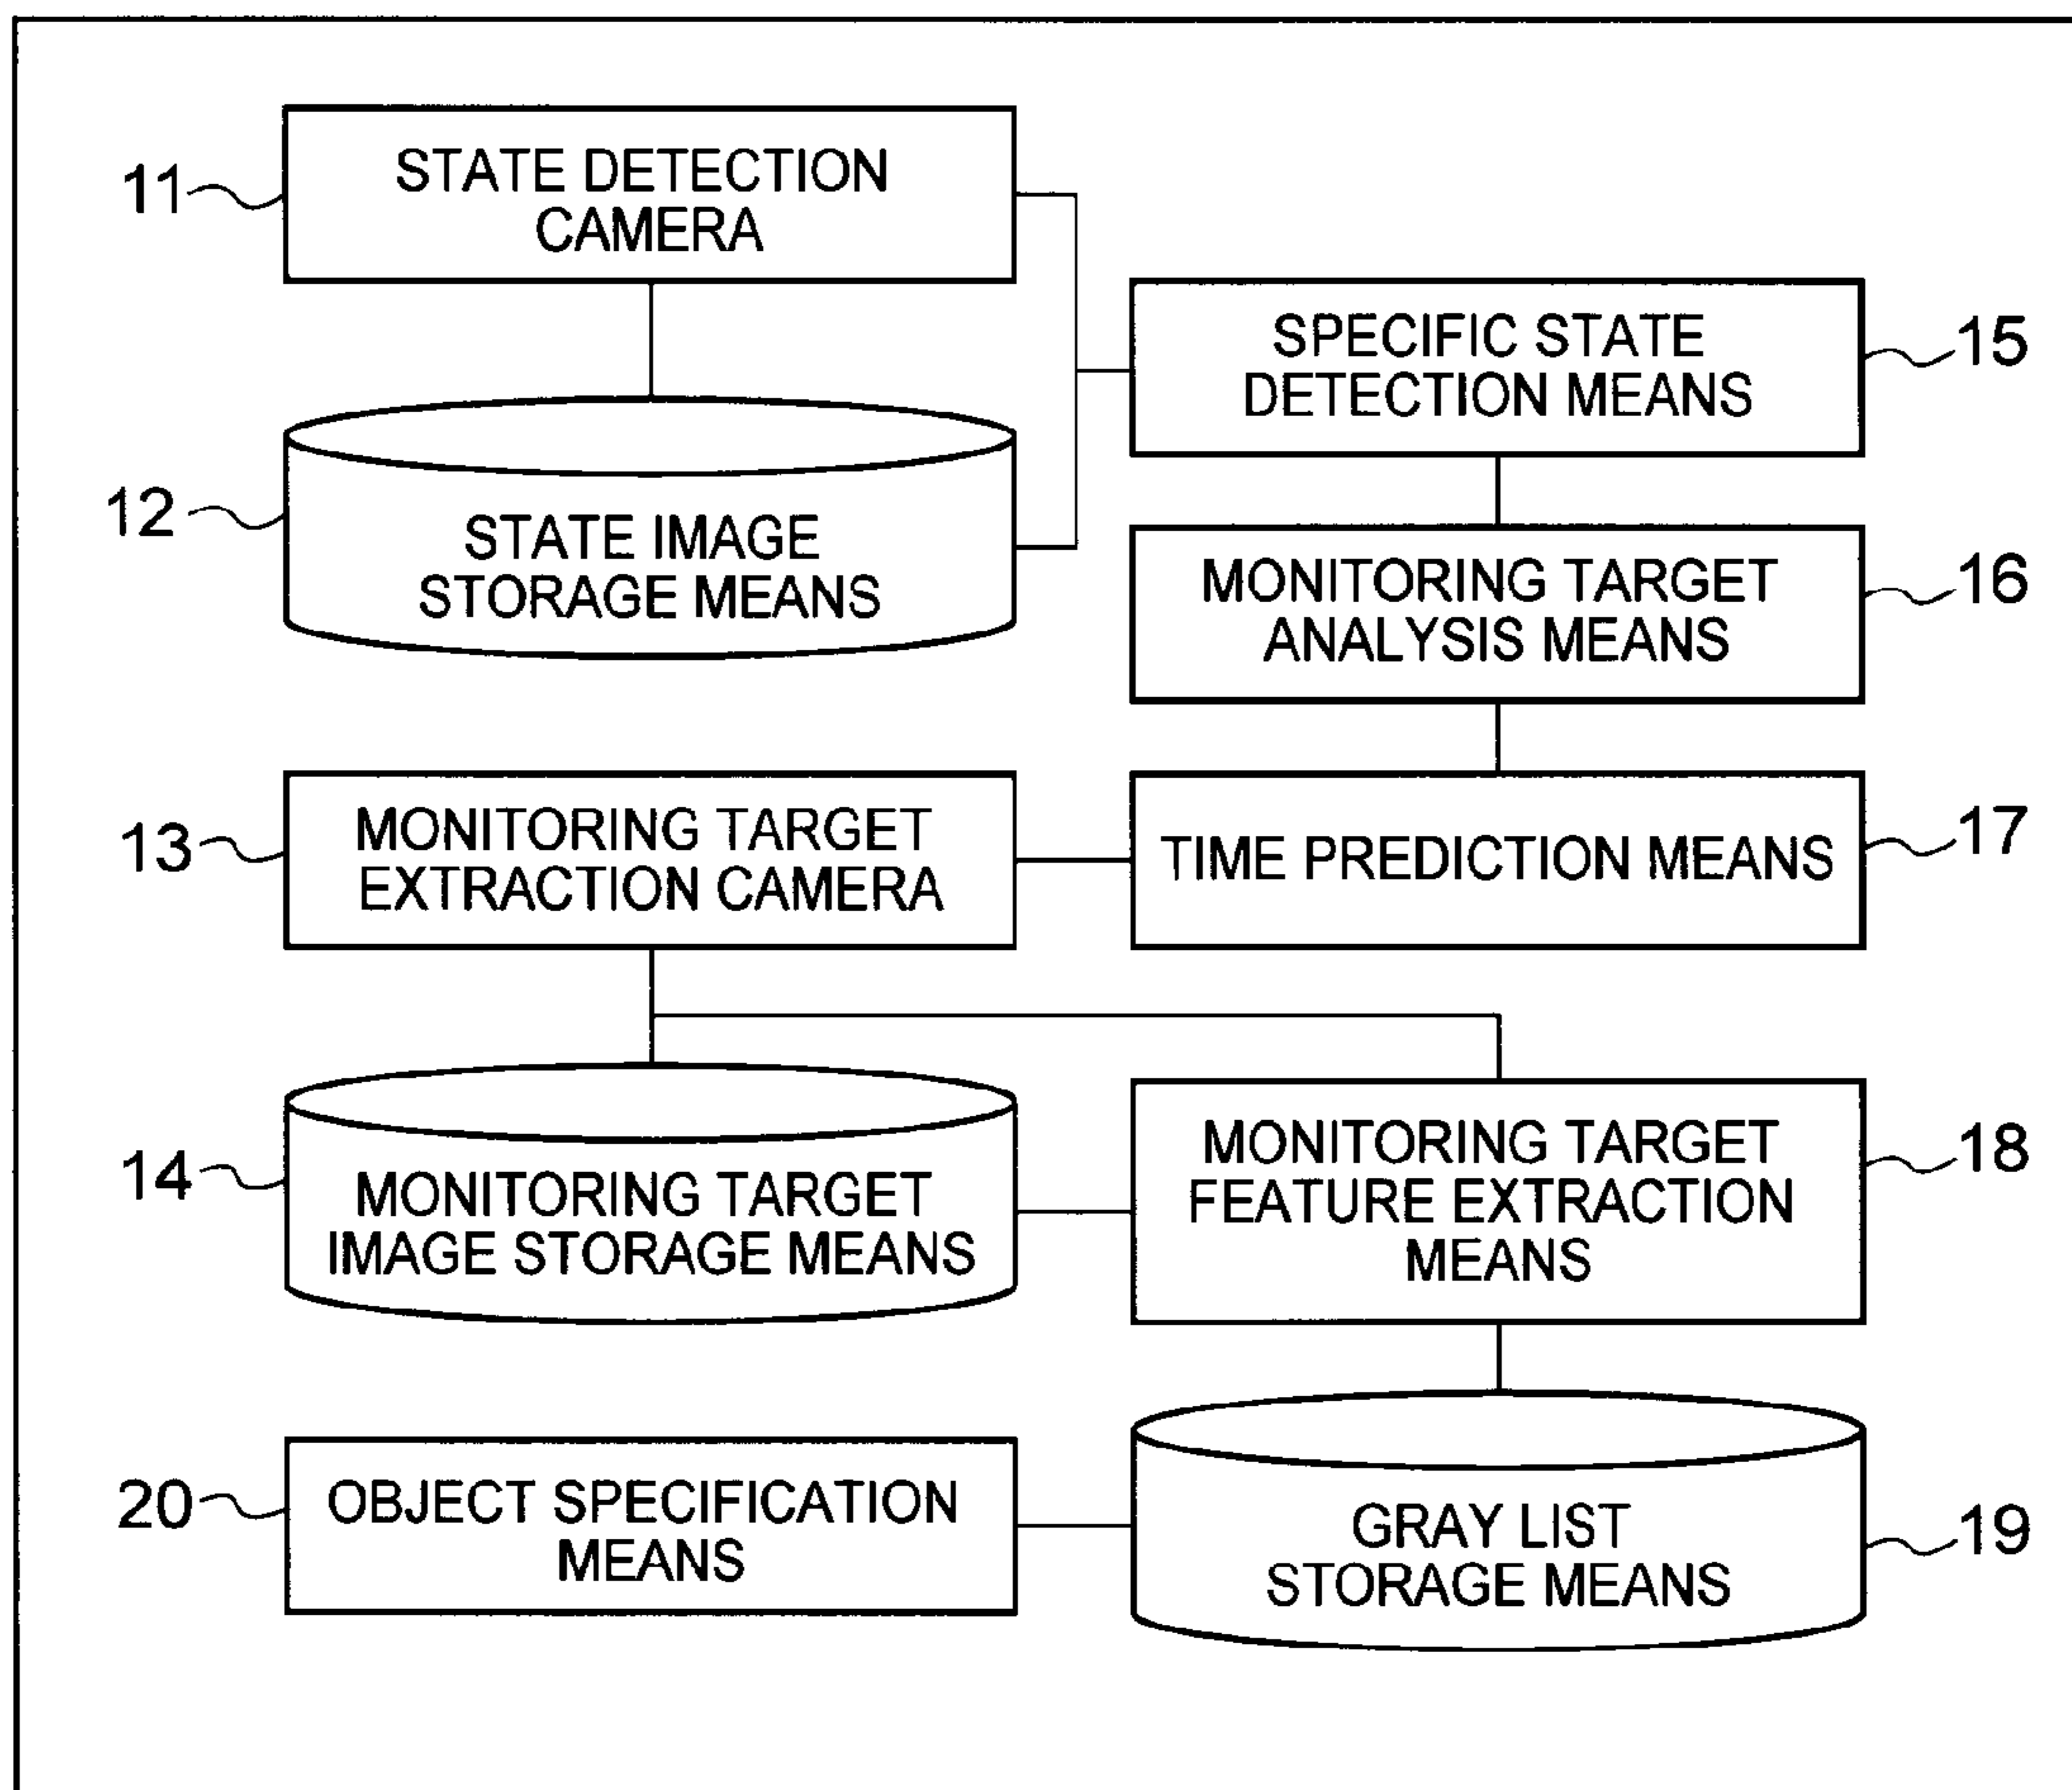 11
STATE DETECTION
CAMERA
12
STATE IMAGE
STORAGE MEANS
SPECIFIC STATE
DETECTION MEANS
15
MONITORING TARGET
ANALYSIS MEANS
16
13
MONITORING TARGET
EXTRACTION CAMERA
TIME PREDICTION MEANS
17
14
MONITORING TARGET
IMAGE STORAGE MEANS
MONITORING TARGET
FEATURE EXTRACTION
MEANS
18
20
OBJECT SPECIFICATION
MEANS
GRAY LIST
STORAGE MEANS
19